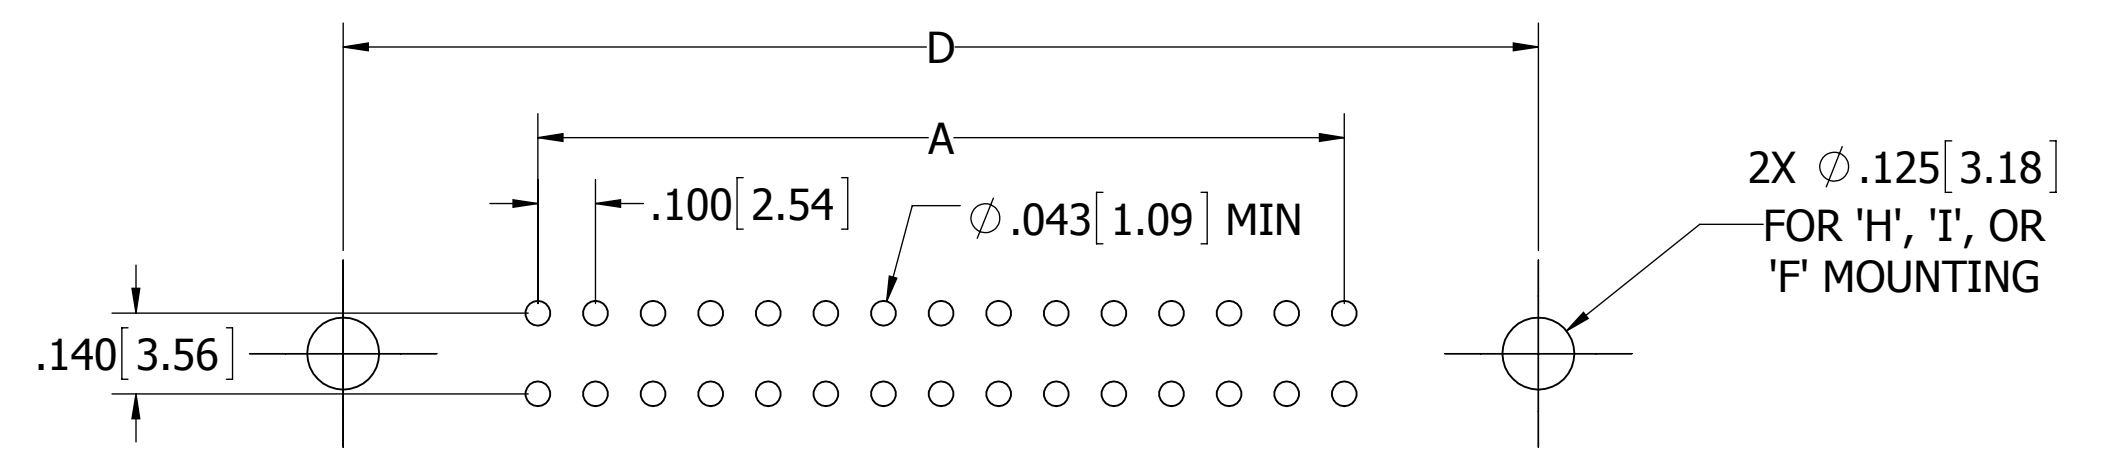 D
A
.100[2.54]
⌀.043[1.09] MIN
2X ⌀.125[3.18]
FOR 'H', 'I', OR
'F' MOUNTING
.140[3.56]